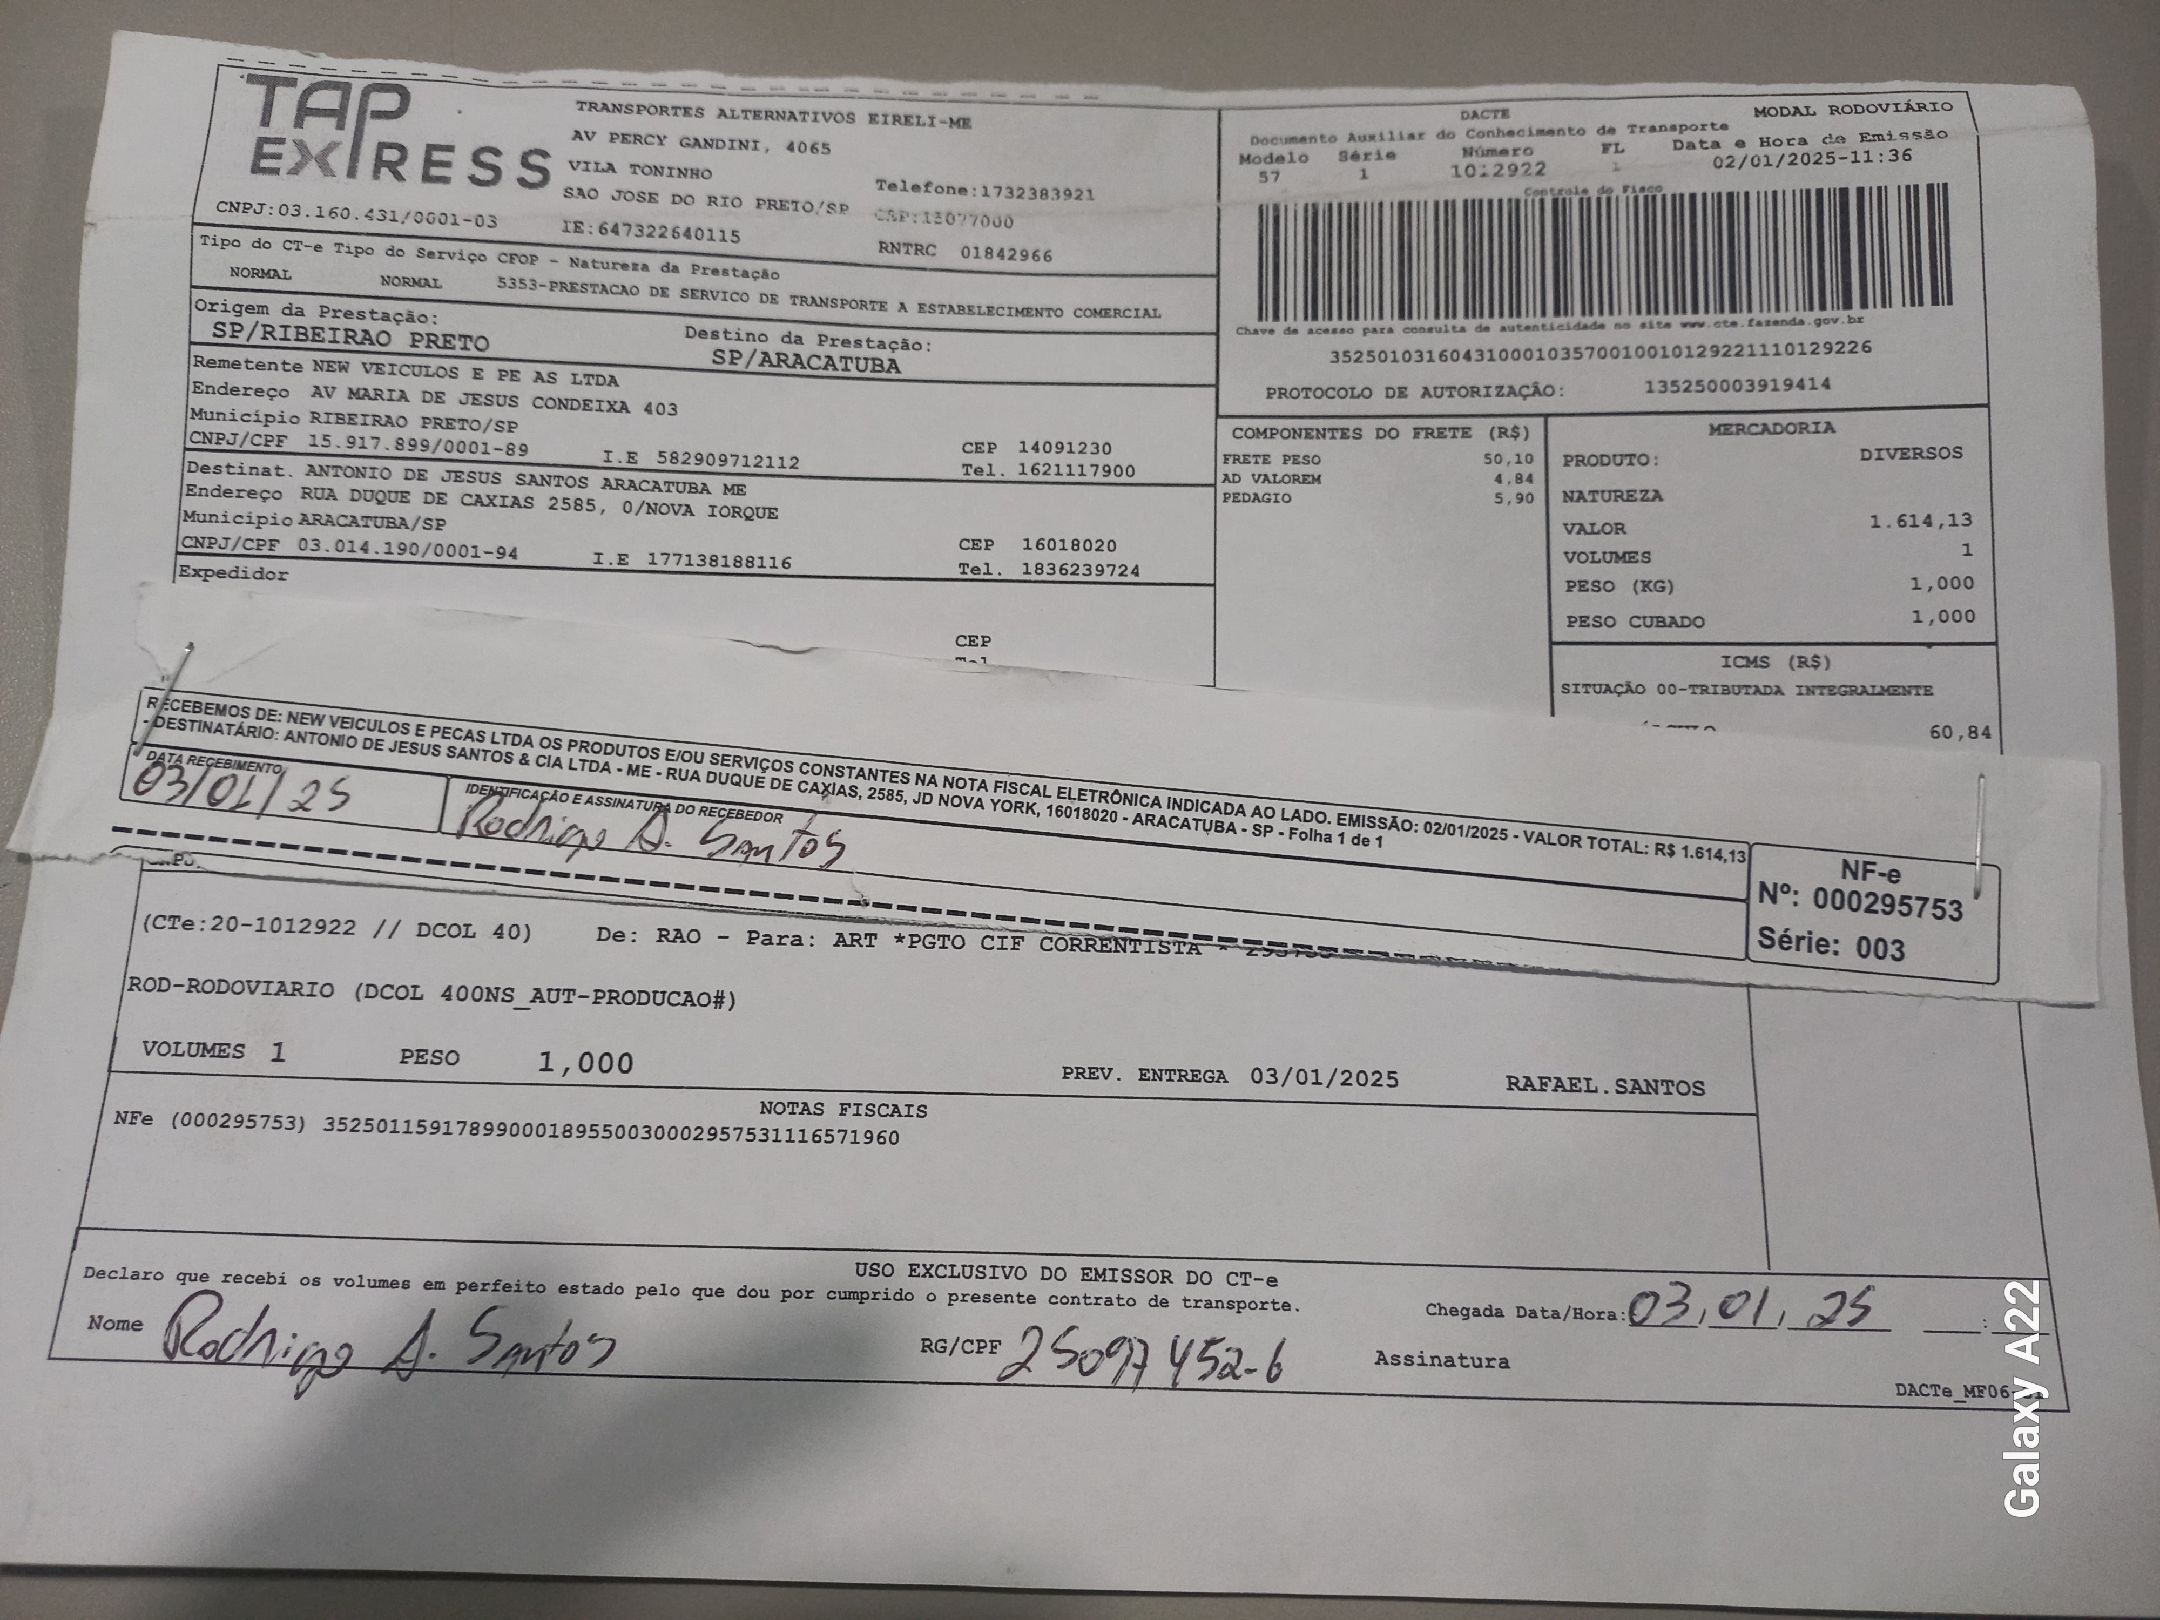 TAP EXPRESS
TRANSPORTES ALTERNATIVOS EIRELI-ME
AV PERCY GANDINI, 4065
VILA TONINHO
SAO JOSE DO RIO PRETO/SP
Telefone:1732383921
CEP:15077000
CNPJ:03.160.431/0001-03 IE:647322640115 RNTRC 01842966
Tipo do CT-e Tipo do Serviço CFOP - Natureza da Prestação
NORMAL NORMAL 5353-PRESTACAO DE SERVICO DE TRANSPORTE A ESTABELECIMENTO COMERCIAL
Origem da Prestação: Destino da Prestação:
SP/RIBEIRAO PRETO SP/ARACATUBA
Remetente NEW VEICULOS E PE AS LTDA
Endereço AV MARIA DE JESUS CONDEIXA 403
Município RIBEIRAO PRETO/SP CEP 14091230
CNPJ/CPF 15.917.899/0001-89 I.E 582909712112 Tel. 1621117900
Destinat. ANTONIO DE JESUS SANTOS ARACATUBA ME
Endereço RUA DUQUE DE CAXIAS 2585, 0/NOVA IORQUE
Município ARACATUBA/SP CEP 16018020
CNPJ/CPF 03.014.190/0001-94 I.E 177138188116 Tel. 1836239724
Expedidor
CEP
DACTE MODAL RODOVIÁRIO
Documento Auxiliar do Conhecimento de Transporte
Modelo Série Número FL Data e Hora de Emissão
57 1 1012922 1 02/01/2025-11:36
Controle do Fisco
Chave de acesso para consulta de autenticidade no site www.cte.fazenda.gov.br
35250103160431000103570010010129221110129226
PROTOCOLO DE AUTORIZAÇÃO: 135250003919414
COMPONENTES DO FRETE (R$)
FRETE PESO 50,10
AD VALOREM 4,84
PEDAGIO 5,90
MERCADORIA
PRODUTO: DIVERSOS
NATUREZA
VALOR 1.614,13
VOLUMES 1
PESO (KG) 1,000
PESO CUBADO 1,000
ICMS (R$)
SITUAÇÃO 00-TRIBUTADA INTEGRALMENTE
60,84
RECEBEMOS DE: NEW VEICULOS E PECAS LTDA OS PRODUTOS E/OU SERVIÇOS CONSTANTES NA NOTA FISCAL ELETRÔNICA INDICADA AO LADO. EMISSÃO: 02/01/2025 - VALOR TOTAL: R$ 1.614,13
- DESTINATÁRIO: ANTONIO DE JESUS SANTOS & CIA LTDA - ME - RUA DUQUE DE CAXIAS, 2585, JD NOVA YORK, 16018020 - ARACATUBA - SP - Folha 1 de 1
DATA RECEBIMENTO IDENTIFICAÇÃO E ASSINATURA DO RECEBEDOR
03/01/25 Rodrigo A. Santos
NF-e
Nº: 000295753
Série: 003
(CTe:20-1012922 // DCOL 40) De: RAO - Para: ART *PGTO CIF CORRENTISTA *
ROD-RODOVIARIO (DCOL 400NS_AUT-PRODUCAO#)
VOLUMES 1 PESO 1,000 PREV. ENTREGA 03/01/2025 RAFAEL.SANTOS
NOTAS FISCAIS
NFe (000295753) 35250115917899000189550030002957531116571960
USO EXCLUSIVO DO EMISSOR DO CT-e
Declaro que recebi os volumes em perfeito estado pelo que dou por cumprido o presente contrato de transporte. Chegada Data/Hora: 03,01,25 :
Nome Rodrigo A. Santos RG/CPF 25097452-6 Assinatura
DACTe_MF06
Galaxy A22